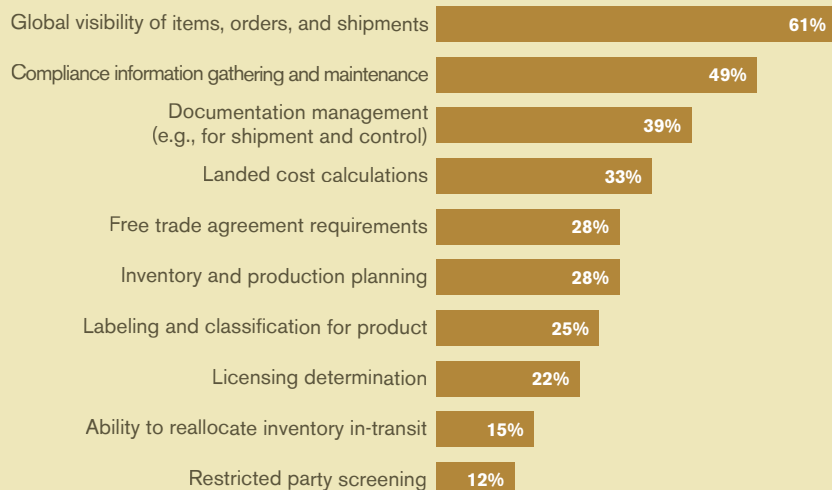 Global visibility of items, orders, and shipments 61%
Compliance information gathering and maintenance 49%
Documentation management
(e.g., for shipment and control) 39%
Landed cost calculations 33%
Free trade agreement requirements 28%
Inventory and production planning 28%
Labeling and classification for product 25%
Licensing determination 22%
Ability to reallocate inventory in-transit 15%
Restricted party screening 12%